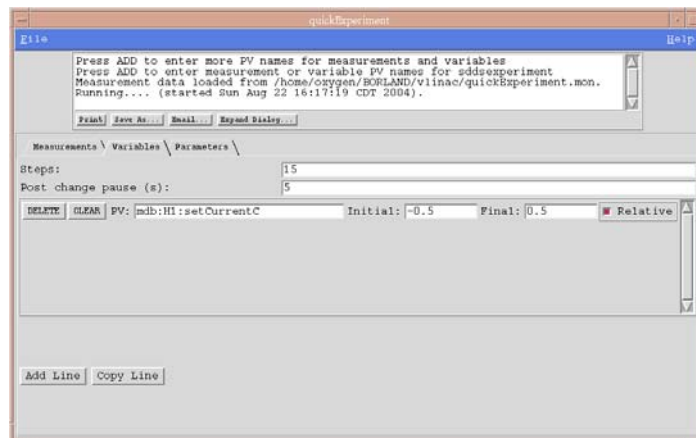 quickExperiment
File Help
Press ADD to enter more PV names for measurements and variables
Press ADD to enter measurement or variable PV names for sddsexperiment
Measurement data loaded from /home/oxygen/BORLAND/vlinac/quickExperiment.mon.
Running.... (started Sun Aug 22 16:17:19 CDT 2004).
Print Save As... Email... Expand Dialog...
Measurements \ Variables \ Parameters \
Steps: 15
Post change pause (s): 5
DELETE CLEAR PV: mdb:H1:setCurrentC Initial: -0.5 Final: 0.5 Relative
Add Line Copy Line